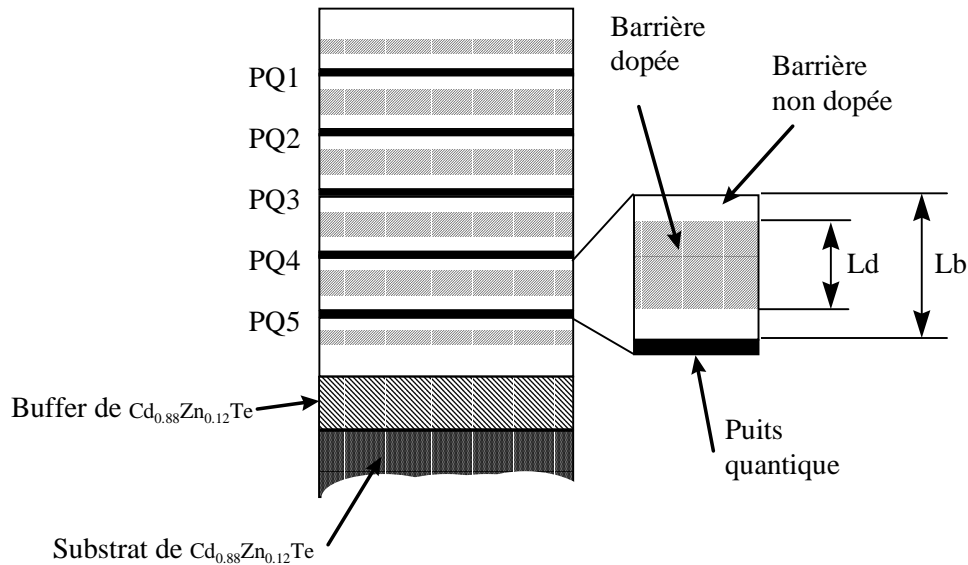 Barrière
dopée
Barrière
non dopée
PQ1
PQ2
PQ3
PQ4
PQ5
Ld
Lb
Buffer de Cd0.88Zn0.12Te
Puits
quantique
Substrat de Cd0.88Zn0.12Te